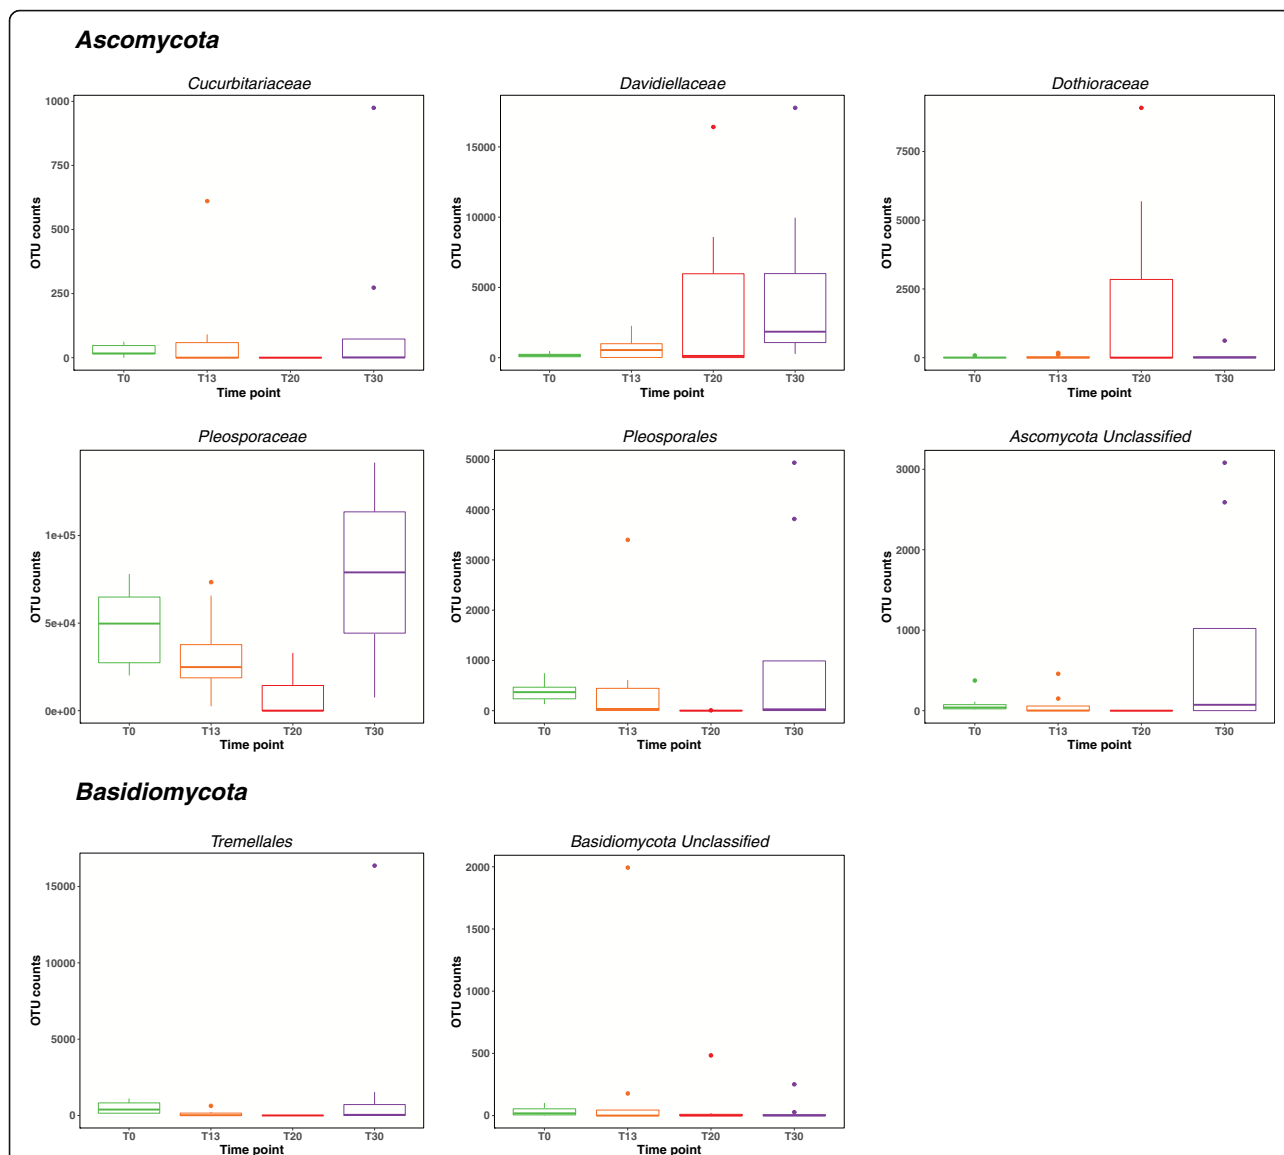 Ascomycota
Cucurbitariaceae
OTU counts
1000
750
500
250
0
T0 T13 T20 T30
Time point
Davidiellaceae
OTU counts
15000
10000
5000
0
T0 T13 T20 T30
Time point
Dothioraceae
OTU counts
7500
5000
2500
0
T0 T13 T20 T30
Time point
Pleosporaceae
OTU counts
1e+05
5e+04
0e+00
T0 T13 T20 T30
Time point
Pleosporales
OTU counts
5000
4000
3000
2000
1000
0
T0 T13 T20 T30
Time point
Ascomycota Unclassified
OTU counts
3000
2000
1000
0
T0 T13 T20 T30
Time point
Basidiomycota
Tremellales
OTU counts
15000
10000
5000
0
T0 T13 T20 T30
Time point
Basidiomycota Unclassified
OTU counts
2000
1500
1000
500
0
T0 T13 T20 T30
Time point